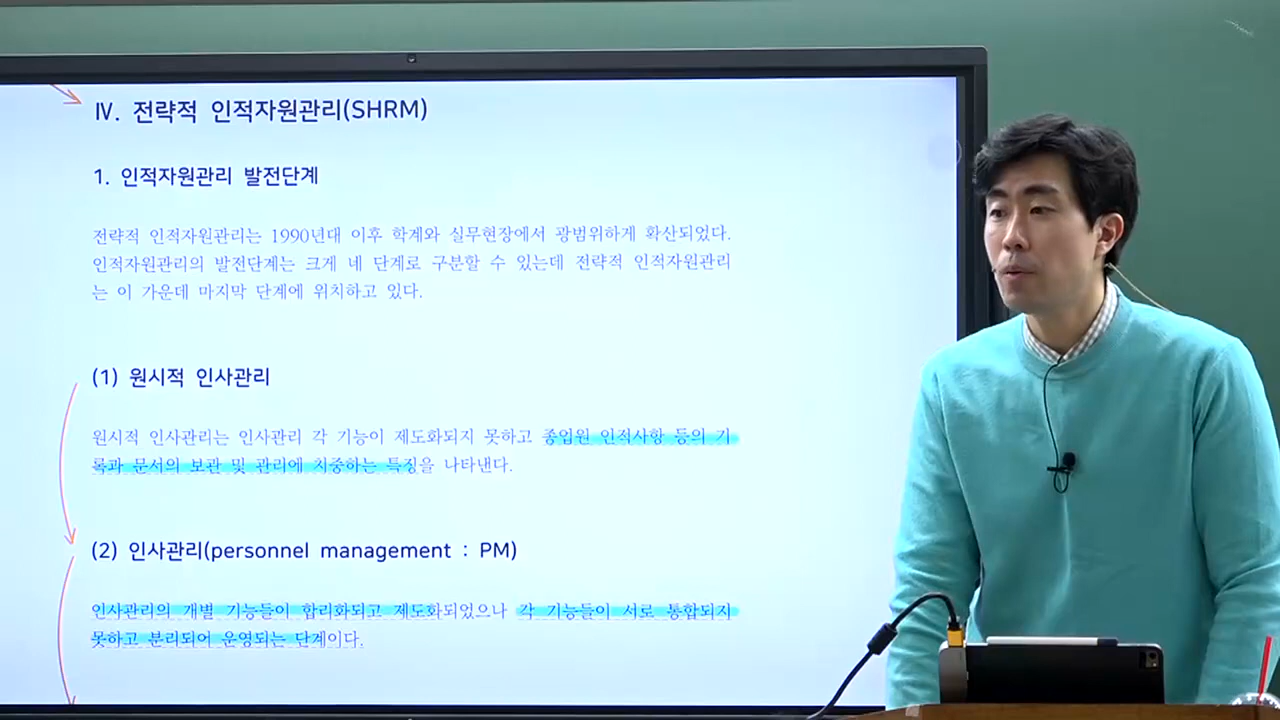 Ⅳ. 전략적 인적자원관리(SHRM)
1. 인적자원관리 발전단계
전략적 인적자원관리는 1990년대 이후 학계와 실무현장에서 광범위하게 확산되었다.
인적자원관리의 발전단계는 크게 네 단계로 구분할 수 있는데 전략적 인적자원관리
는 이 가운데 마지막 단계에 위치하고 있다.
(1) 원시적 인사관리
원시적 인사관리는 인사관리 각 기능이 제도화되지 못하고 종업원 인적사항 등의 기
록과 문서의 보관 및 관리에 치중하는 특징을 나타낸다.
(2) 인사관리(personnel management : PM)
인사관리의 개별 기능들이 합리화되고 제도화되었으나 각 기능들이 서로 통합되지
못하고 분리되어 운영되는 단계이다.